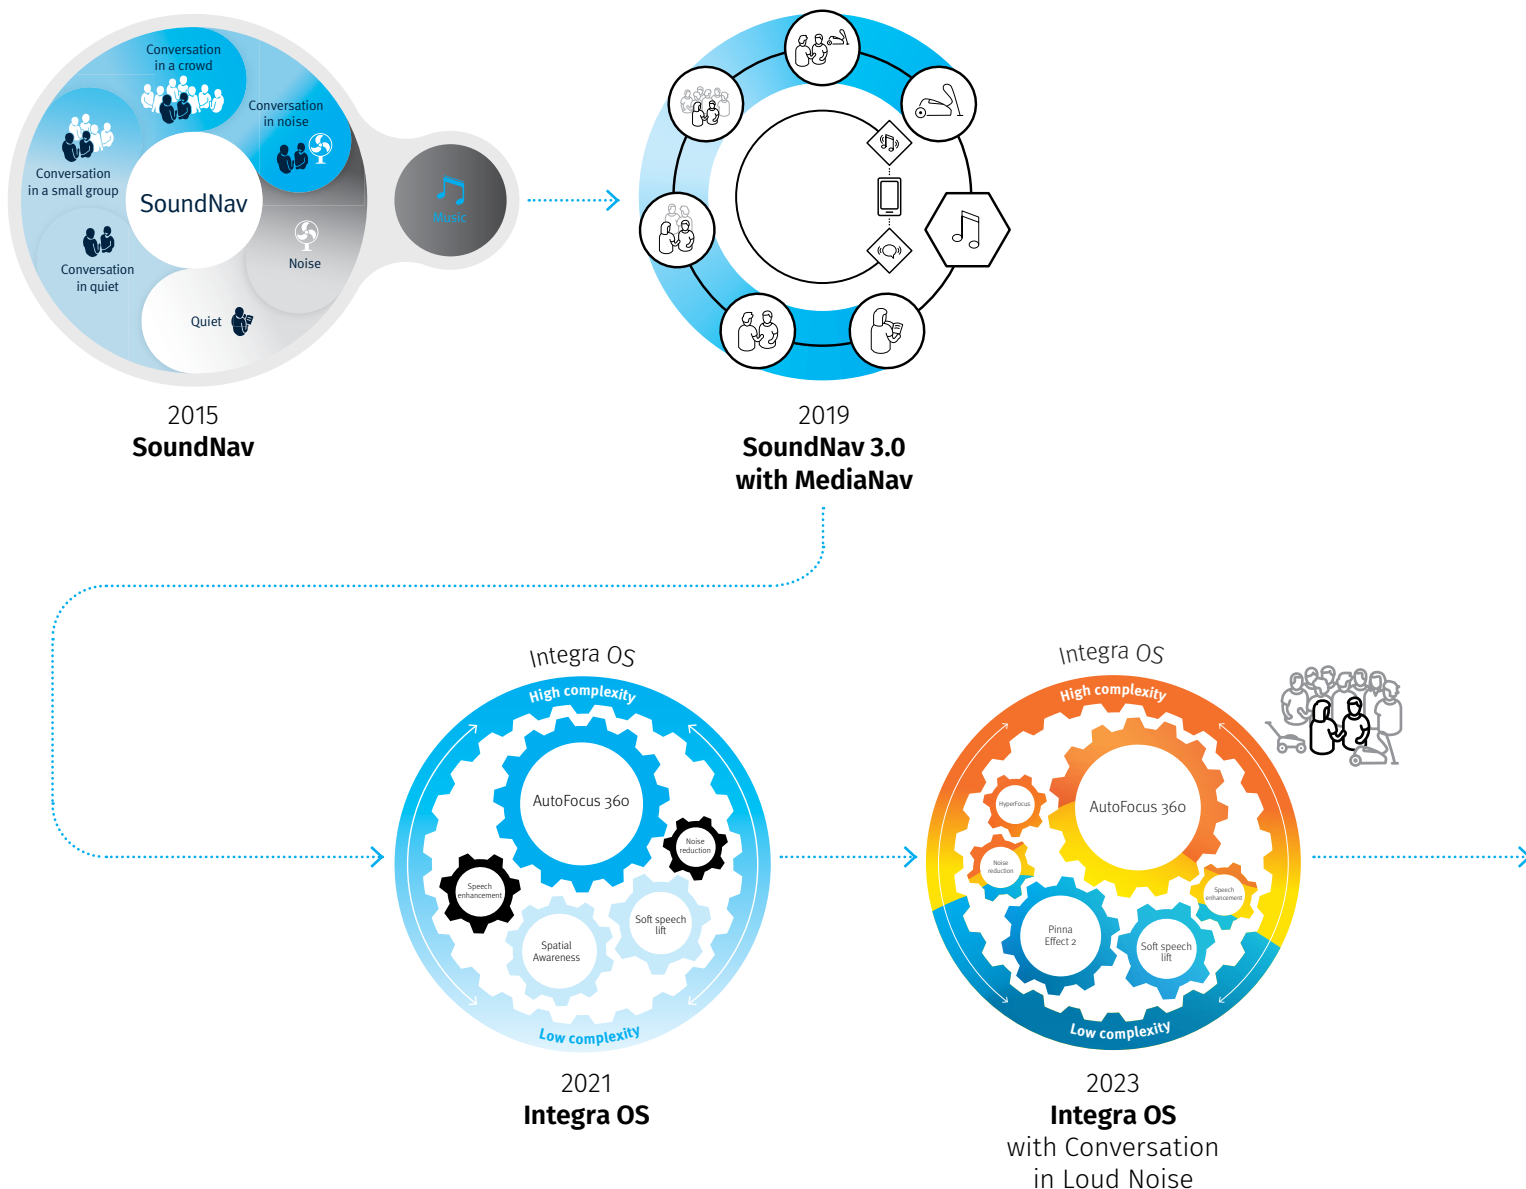 Conversation
in a crowd
Conversation
in noise
Conversation
in a small group
SoundNav
Music
Noise
Conversation
in quiet
Quiet
2015
SoundNav
2019
SoundNav 3.0
with MediaNav
Integra OS
High complexity
AutoFocus 360
Noise
reduction
Speech
enhancement
Soft speech
lift
Spatial
Awareness
Low complexity
2021
Integra OS
Integra OS
High complexity
HyperFocus
AutoFocus 360
Noise
reduction
Speech
enhancement
Pinna
Effect 2
Soft speech
lift
Low complexity
2023
Integra OS
with Conversation
in Loud Noise